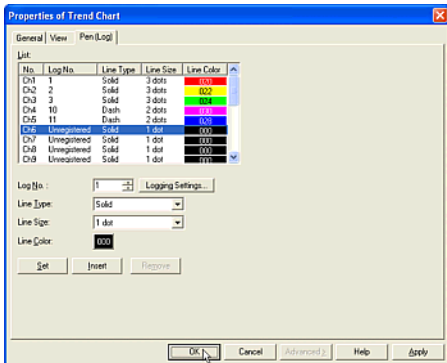 Properties of Trend Chart
General View Pen(Log)
List:
No. Log No. Line Type Line Size Line Color
Ch1 1 Solid 3 dots 020
Ch2 2 Solid 3 dots 022
Ch3 3 Solid 3 dots 024
Ch4 10 Dash 2 dots 030
Ch5 11 Dash 2 dots 028
Ch6 Unregistered Solid 1 dot 000
Ch7 Unregistered Solid 1 dot 000
Ch8 Unregistered Solid 1 dot 000
Ch9 Unregistered Solid 1 dot 000
Log No. : 1 Logging Settings...
Line Type: Solid
Line Size: 1 dot
Line Color: 000
Set Insert Remove
OK Cancel Advanced > Help Apply